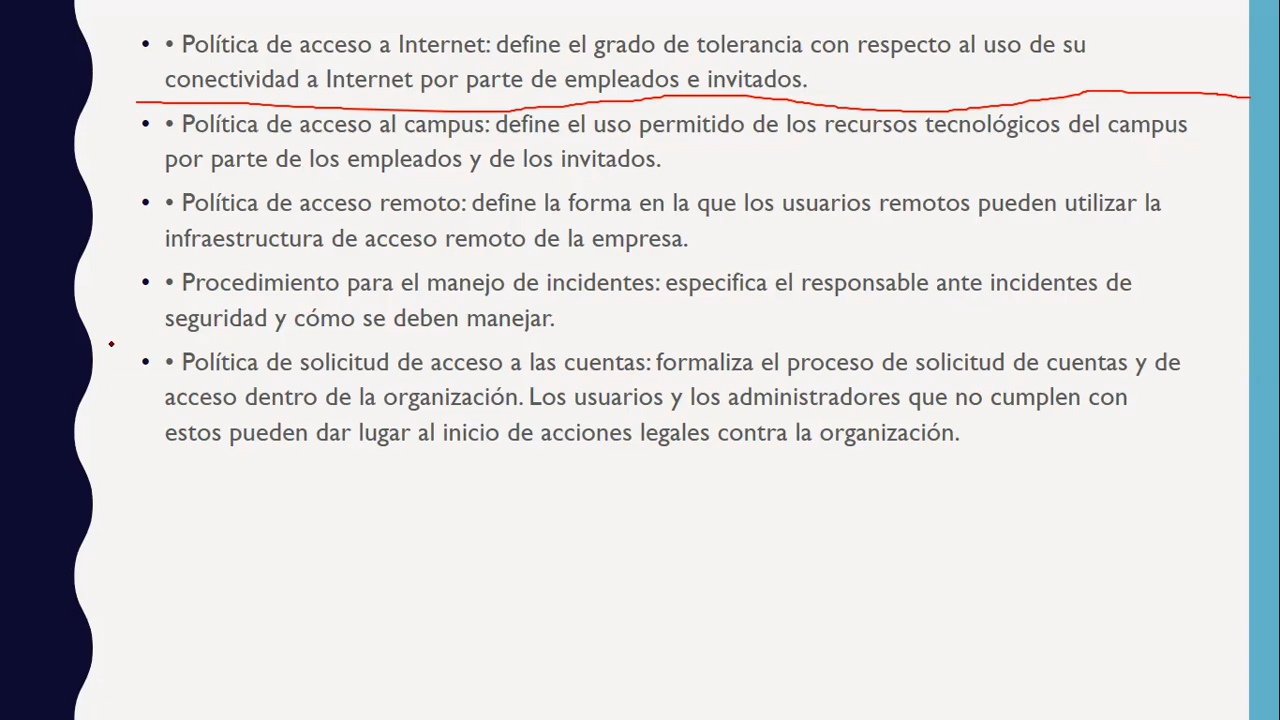 • • Política de acceso a Internet: define el grado de tolerancia con respecto al uso de su
conectividad a Internet por parte de empleados e invitados.
• • Política de acceso al campus: define el uso permitido de los recursos tecnológicos del campus
por parte de los empleados y de los invitados.
• • Política de acceso remoto: define la forma en la que los usuarios remotos pueden utilizar la
infraestructura de acceso remoto de la empresa.
• • Procedimiento para el manejo de incidentes: especifica el responsable ante incidentes de
seguridad y cómo se deben manejar.
• • Política de solicitud de acceso a las cuentas: formaliza el proceso de solicitud de cuentas y de
acceso dentro de la organización. Los usuarios y los administradores que no cumplen con
estos pueden dar lugar al inicio de acciones legales contra la organización.